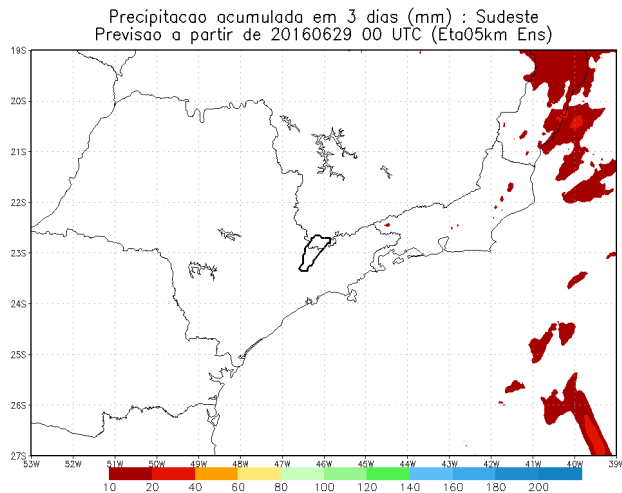 Precipitacao acumulada em 3 dias (mm) : Sudeste
Previsao a partir de 20160629 00 UTC (Eta05km Ens)
19S
20S
21S
22S
23S
24S
25S
26S
27S
53W 52W 51W 50W 49W 48W 47W 46W 45W 44W 43W 42W 41W 40W 39W
10 20 40 60 80 100 120 140 160 180 200